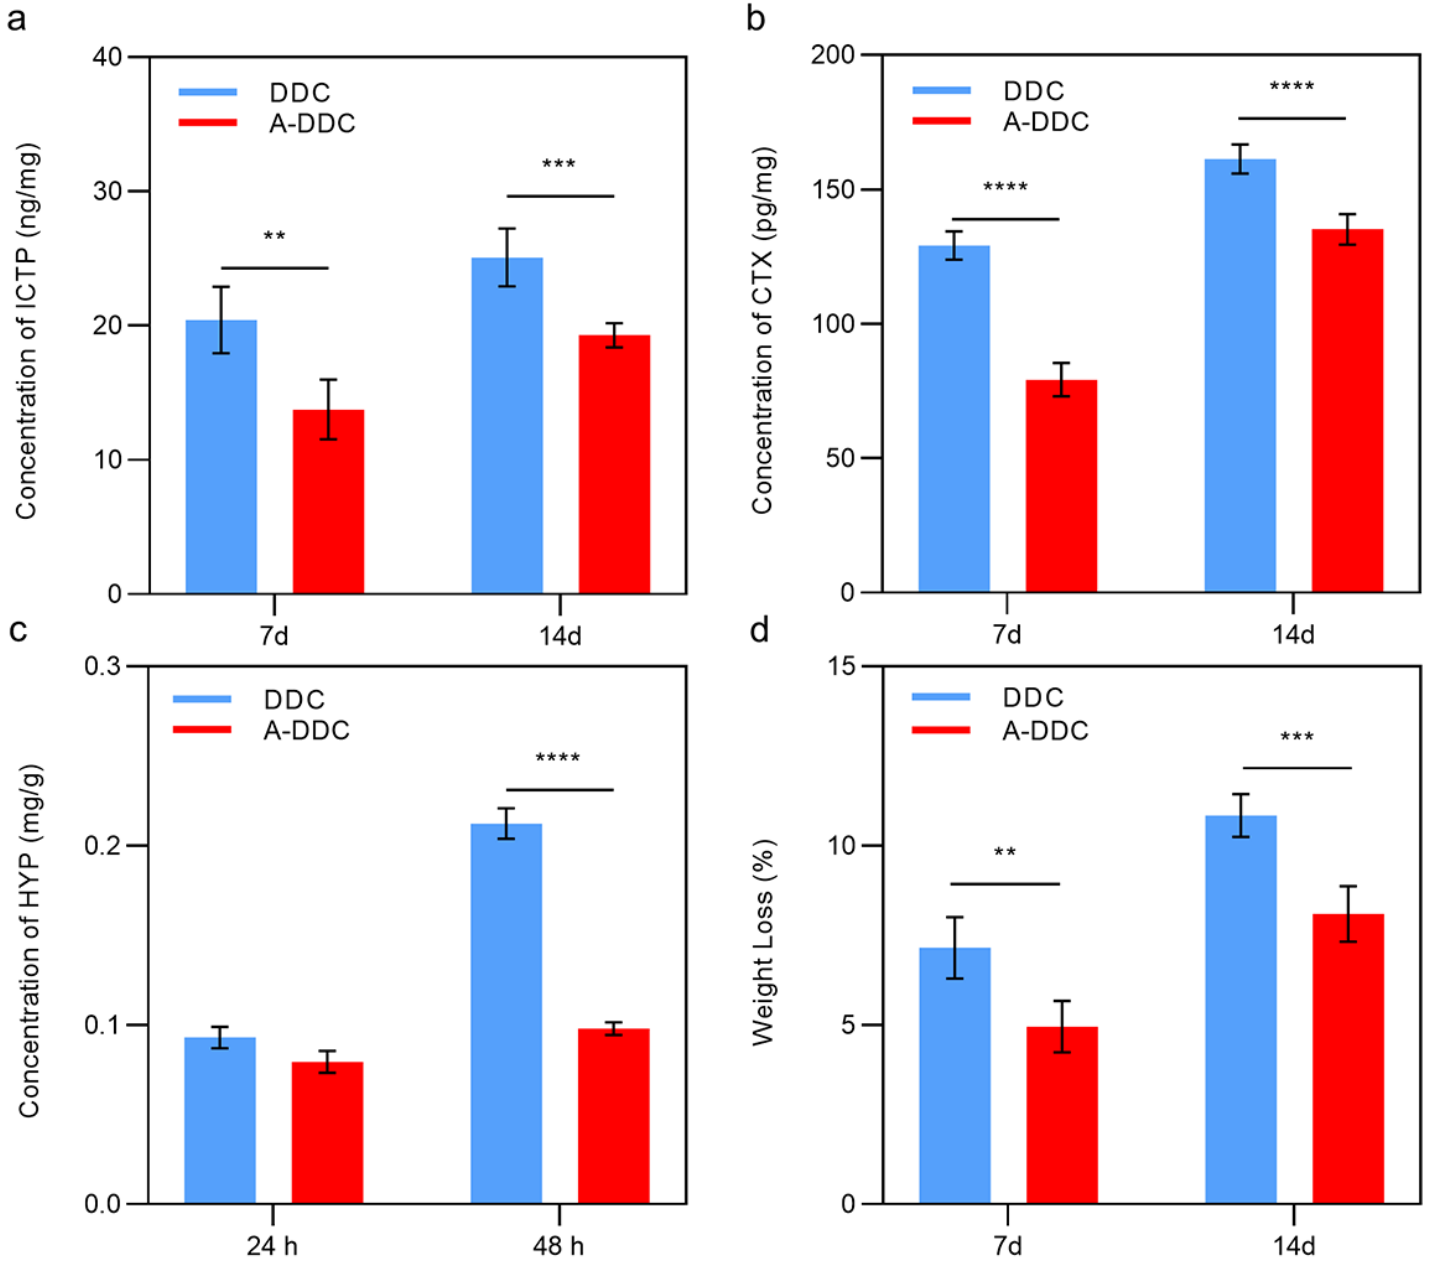 a
Concentration of ICTP (ng/mg)
40
30
20
10
0
DDC
A-DDC
**
***
7d
14d
b
Concentration of CTX (pg/mg)
200
150
100
50
0
DDC
A-DDC
****
****
7d
14d
c
Concentration of HYP (mg/g)
0.3
0.2
0.1
0.0
DDC
A-DDC
****
24 h
48 h
d
Weight Loss (%)
15
10
5
0
DDC
A-DDC
**
***
7d
14d